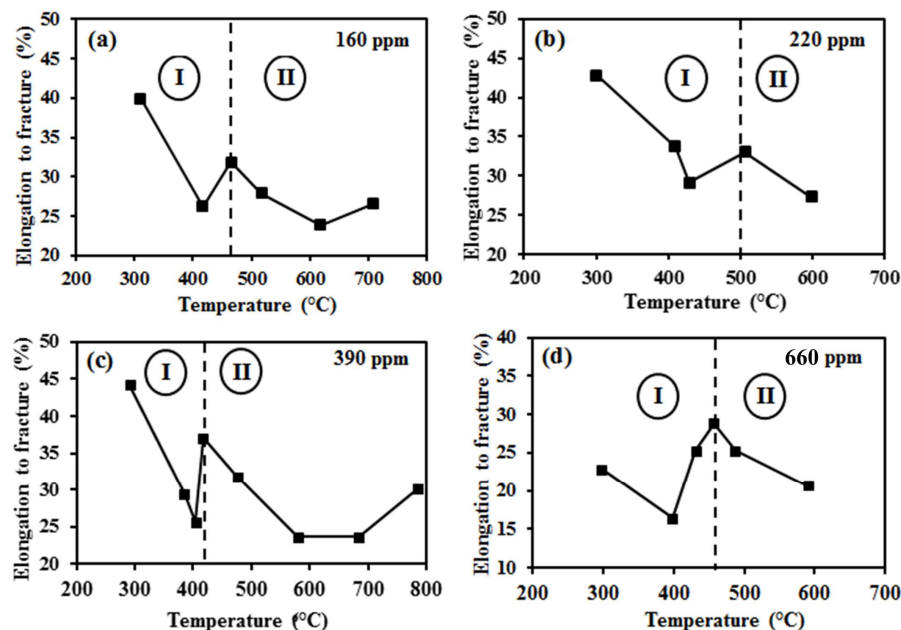 (a) I II 160 ppm
Elongation to fracture (%)
50
45
40
35
30
25
20
200 300 400 500 600 700 800
Temperature (°C)
(b) I II 220 ppm
Elongation to fracture (%)
50
45
40
35
30
25
20
200 300 400 500 600 700
Temperature (°C)
(c) I II 390 ppm
Elongation to fracture (%)
50
45
40
35
30
25
20
200 300 400 500 600 700 800
Temperature (°C)
(d) I II 660 ppm
Elongation to fracture (%)
40
35
30
25
20
15
10
200 300 400 500 600 700
Temperature (°C)